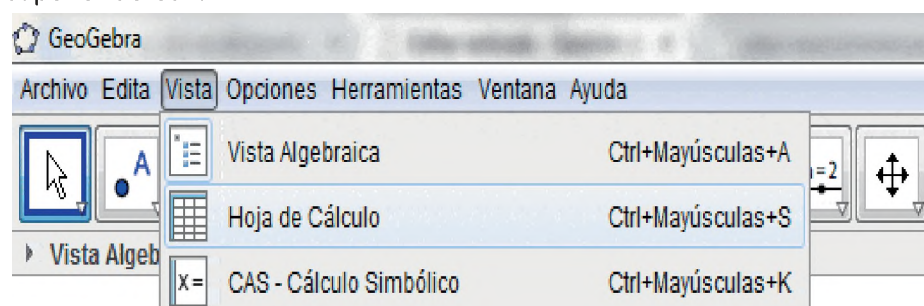 GeoGebra
Archivo Edita Vista Opciones Herramientas Ventana Ayuda
A
Vista Algebraica Ctrl+Mayúsculas+A
=2
Hoja de Cálculo Ctrl+Mayúsculas+S
Vista Algeb
X= CAS - Cálculo Simbólico Ctrl+Mayúsculas+K